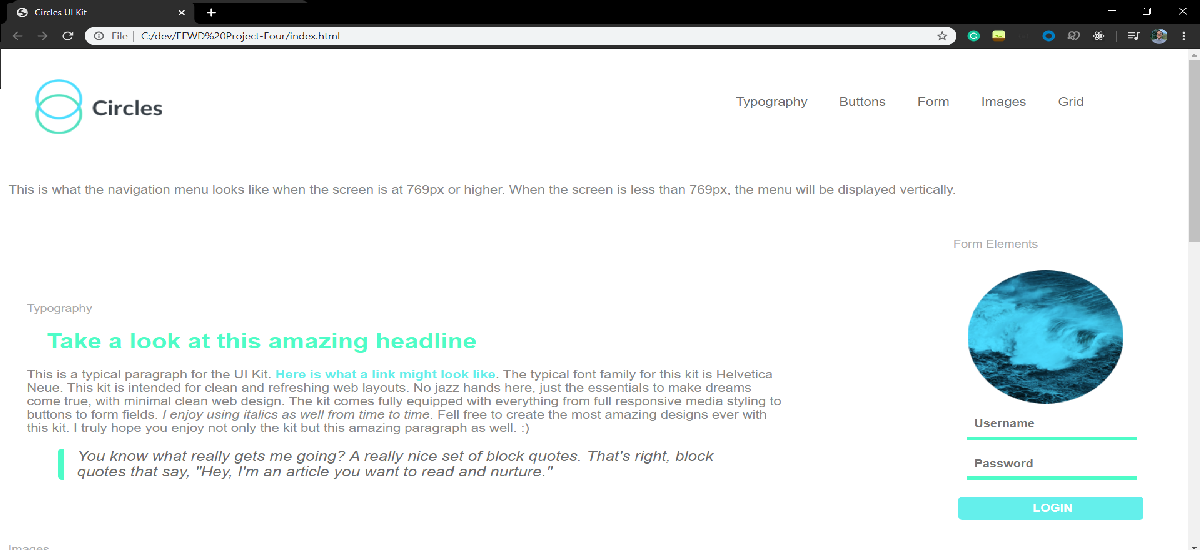 Circles UI Kit
File | C:/dev/FEWD%20Project-Four/index.html
Circles
Typography Buttons Form Images Grid
This is what the navigation menu looks like when the screen is at 769px or higher. When the screen is less than 769px, the menu will be displayed vertically.
Form Elements
Typography
Take a look at this amazing headline
This is a typical paragraph for the UI Kit. Here is what a link might look like. The typical font family for this kit is Helvetica
Neue. This kit is intended for clean and refreshing web layouts. No jazz hands here, just the essentials to make dreams
come true, with minimal clean web design. The kit comes fully equipped with everything from full responsive media styling to
buttons to form fields. I enjoy using italics as well from time to time. Fell free to create the most amazing designs ever with
this kit. I truly hope you enjoy not only the kit but this amazing paragraph as well. :)
You know what really gets me going? A really nice set of block quotes. That's right, block
quotes that say, "Hey, I'm an article you want to read and nurture."
Username
Password
LOGIN
Images